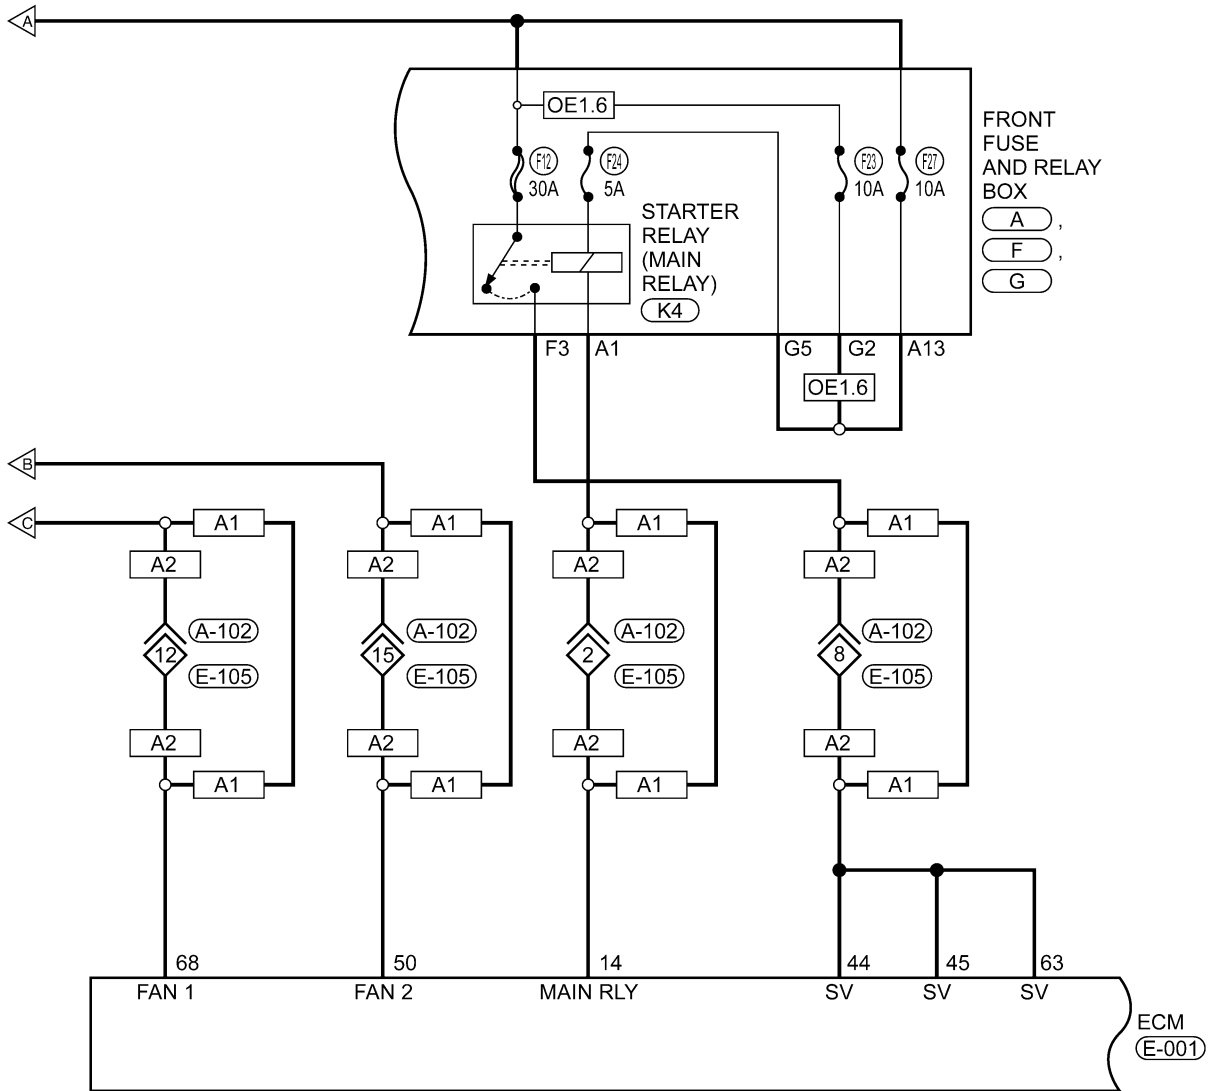 A
OE1.6
FRONT
FUSE
AND RELAY
BOX
A ,
F ,
G
F12
30A
F24
5A
F23
10A
F27
10A
STARTER
RELAY
(MAIN
RELAY)
K4
F3 A1 G5 G2 A13
OE1.6
B
C
A1 A1 A1 A1
A2 A2 A2 A2
A-102 A-102 A-102 A-102
12 15 2 8
E-105 E-105 E-105 E-105
A2 A2 A2 A2
A1 A1 A1 A1
68 50 14 44 45 63
FAN 1 FAN 2 MAIN RLY SV SV SV
ECM
E-001